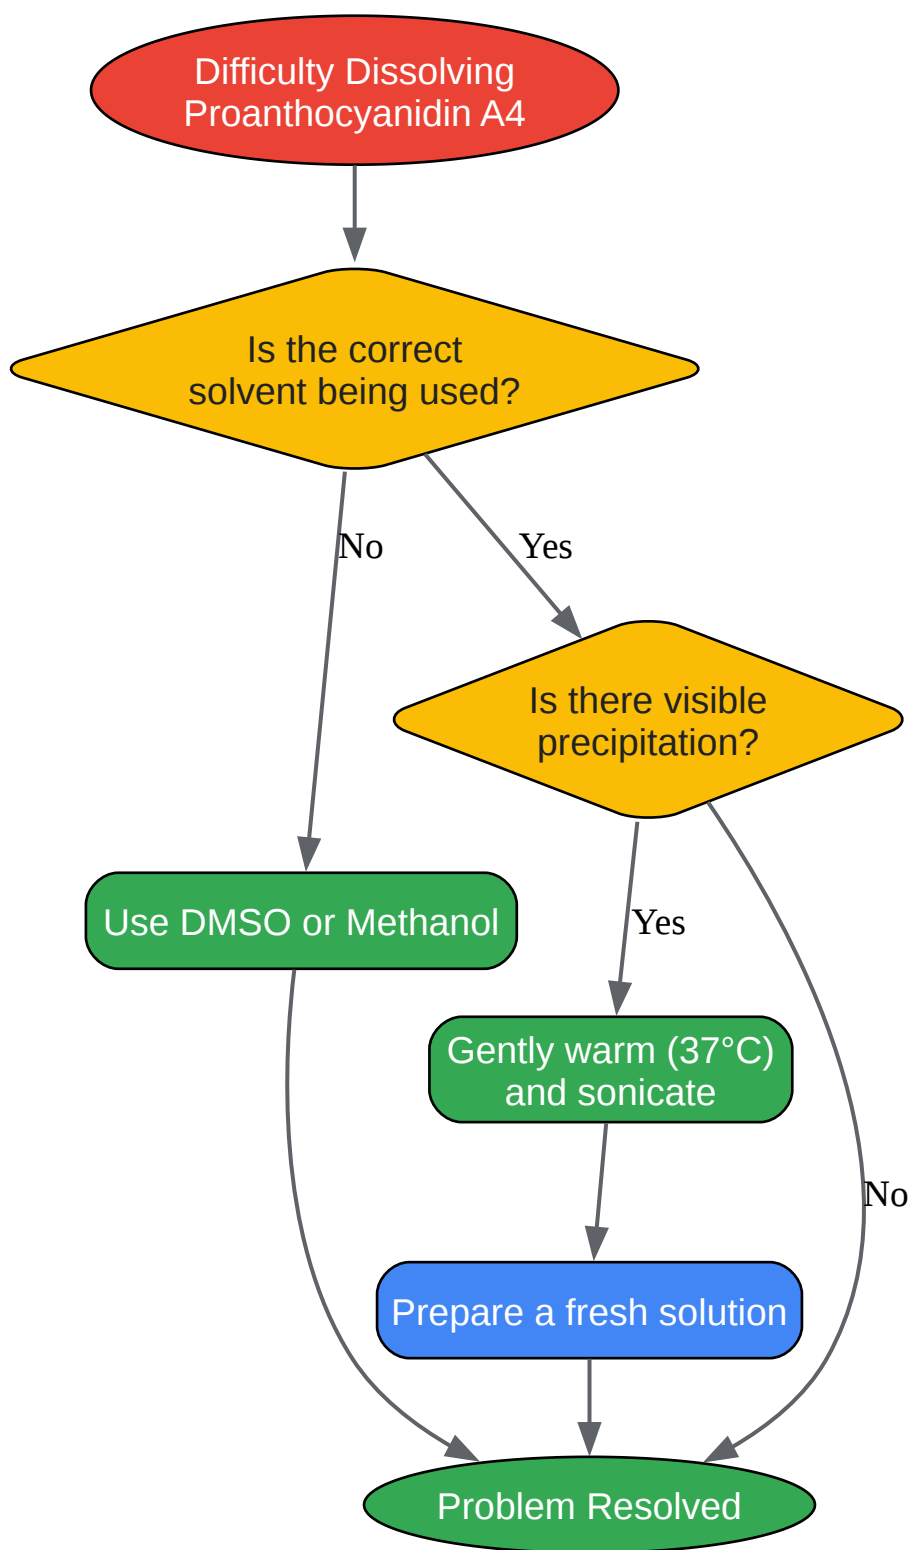 Difficulty Dissolving
Proanthocyanidin A4
Is the correct
solvent being used?
No
Yes
Is there visible
precipitation?
Use DMSO or Methanol
Yes
Gently warm (37°C)
and sonicate
No
Prepare a fresh solution
Problem Resolved